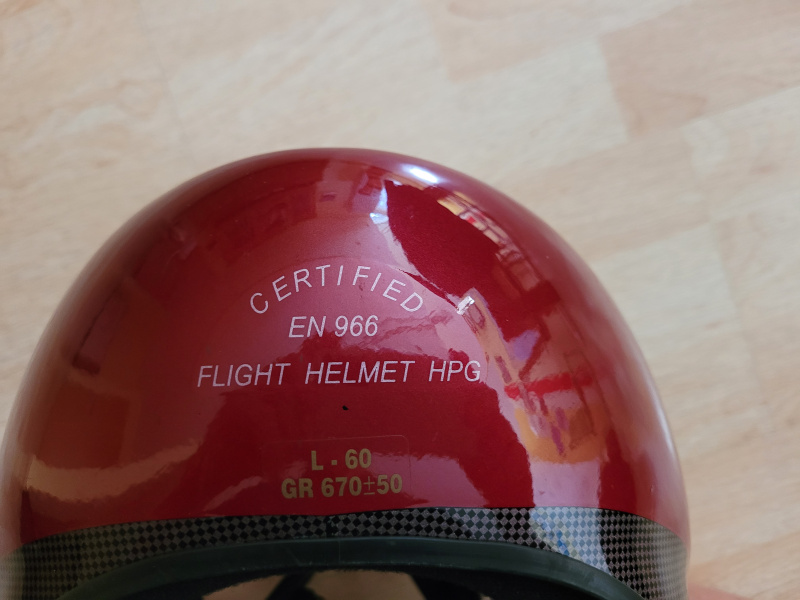 CERTIFIED
EN 966
FLIGHT HELMET HPG
L - 60
GR 670±50